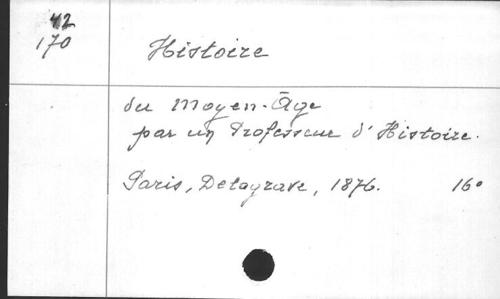 42
170
Histoire
du Moyen-Âge
par un Professeur d'Histoire.
Paris, Delagrave, 1876. 16°